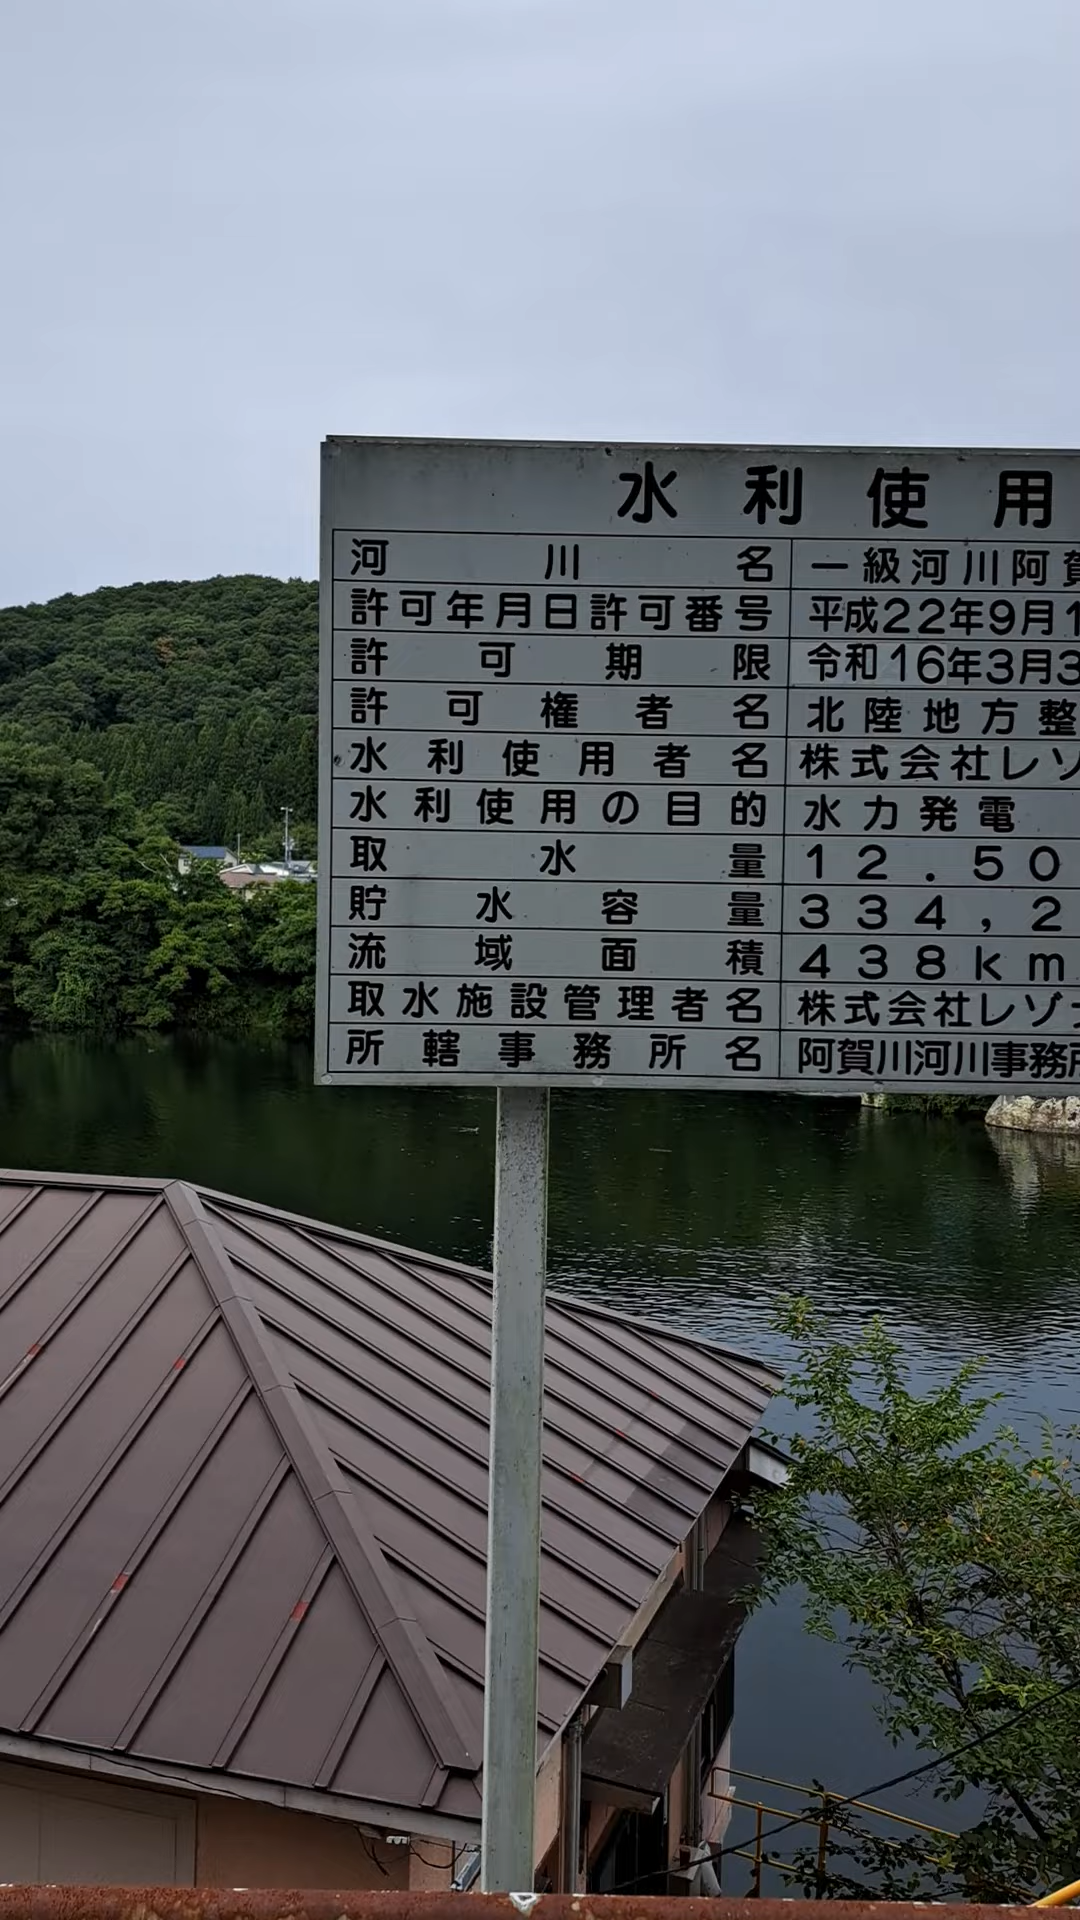 水利使用
河川名 一級河川阿賀
許可年月日許可番号 平成22年9月1
許可期限 令和16年3月3
許可権者名 北陸地方整
水利使用者名 株式会社レゾ
水利使用の目的 水力発電
取水量 12.50
貯水容量 334,2
流域面積 438km
取水施設管理者名 株式会社レゾナ
所轄事務所名 阿賀川河川事務所